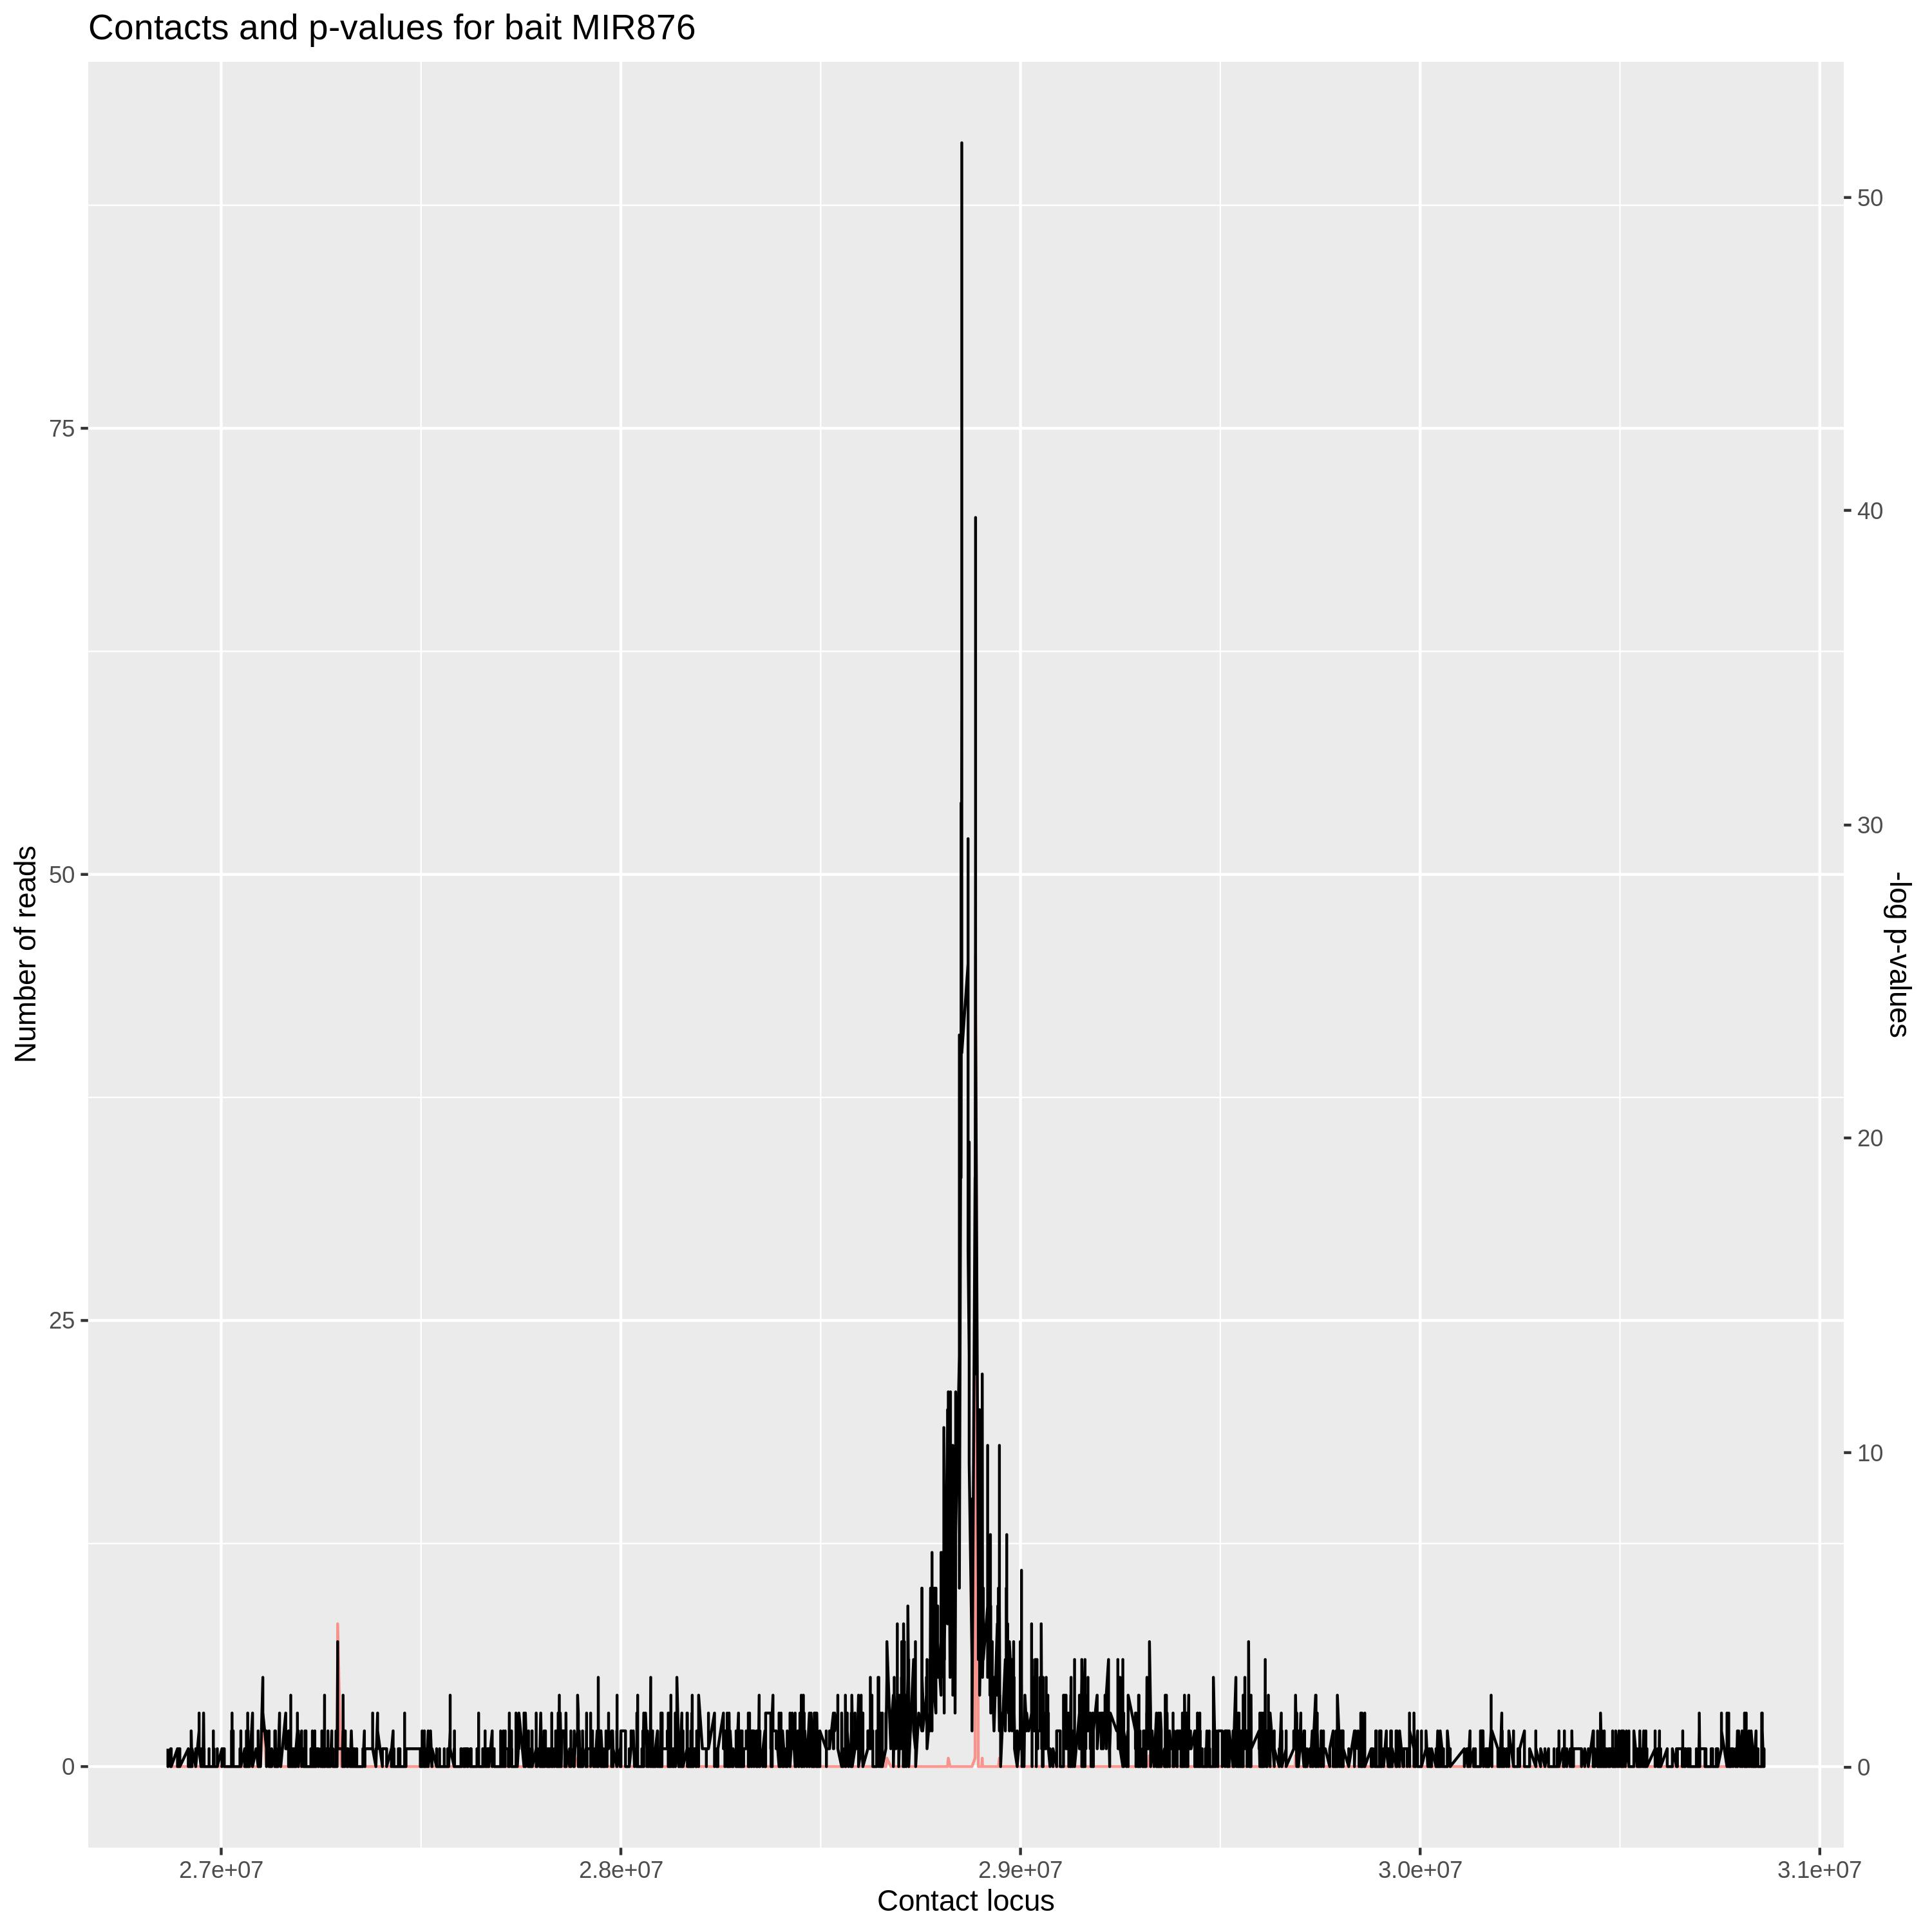 Contacts and p-values for bait MIR876
Number of reads
75
50
25
0
50
40
30
20
10
0
-log p-values
2.7e+07 2.8e+07 2.9e+07 3.0e+07 3.1e+07
Contact locus